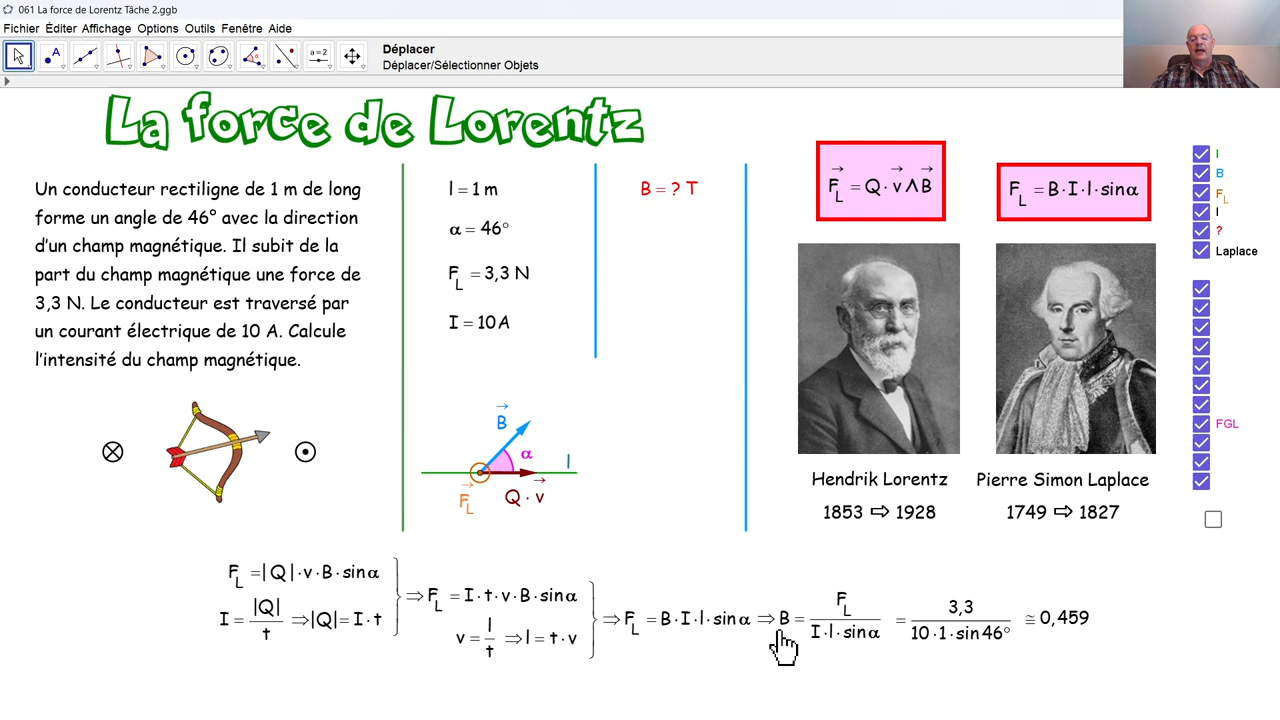 061 La force de Lorentz Tâche 2.ggb
Fichier Éditer Affichage Options Outils Fenêtre Aide
A
a=2
Déplacer
Déplacer/Sélectionner Objets
La force de Lorentz
Un conducteur rectiligne de 1 m de long
forme un angle de 46° avec la direction
d'un champ magnétique. Il subit de la
part du champ magnétique une force de
3,3 N. Le conducteur est traversé par
un courant électrique de 10 A. Calcule
l'intensité du champ magnétique.
l = 1 m
α = 46°
F_L = 3,3 N
I = 10 A
B = ? T
B→
α
l
F_L→
Q · v→
F_L→ = Q · v→ ∧ B→
F_L = B · I · l · sinα
Hendrik Lorentz
1853 ⇨ 1928
Pierre Simon Laplace
1749 ⇨ 1827
l
B
F_L
I
?
Laplace
FGL
F_L = |Q| · v · B · sinα
I = |Q|/t ⇒ |Q| = I · t
⇒ F_L = I · t · v · B · sinα
v = l/t ⇒ l = t · v
⇒ F_L = B · I · l · sinα ⇒ B = F_L/(I · l · sinα) = 3,3/(10 · 1 · sin 46°) ≅ 0,459